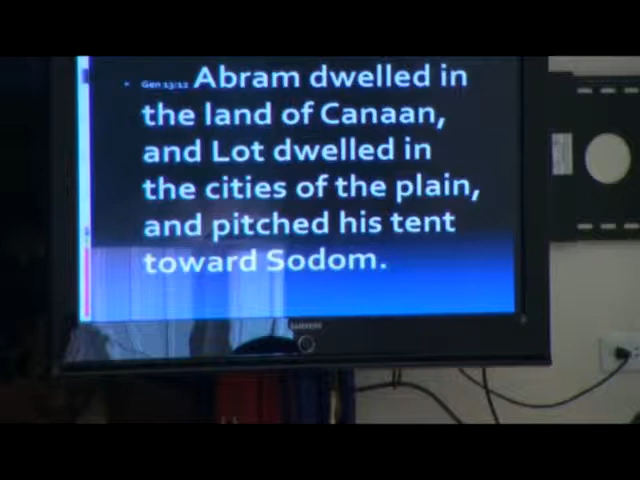 • Gen 13:12 Abram dwelled in
the land of Canaan,
and Lot dwelled in
the cities of the plain,
and pitched his tent
toward Sodom.
SAMSUNG